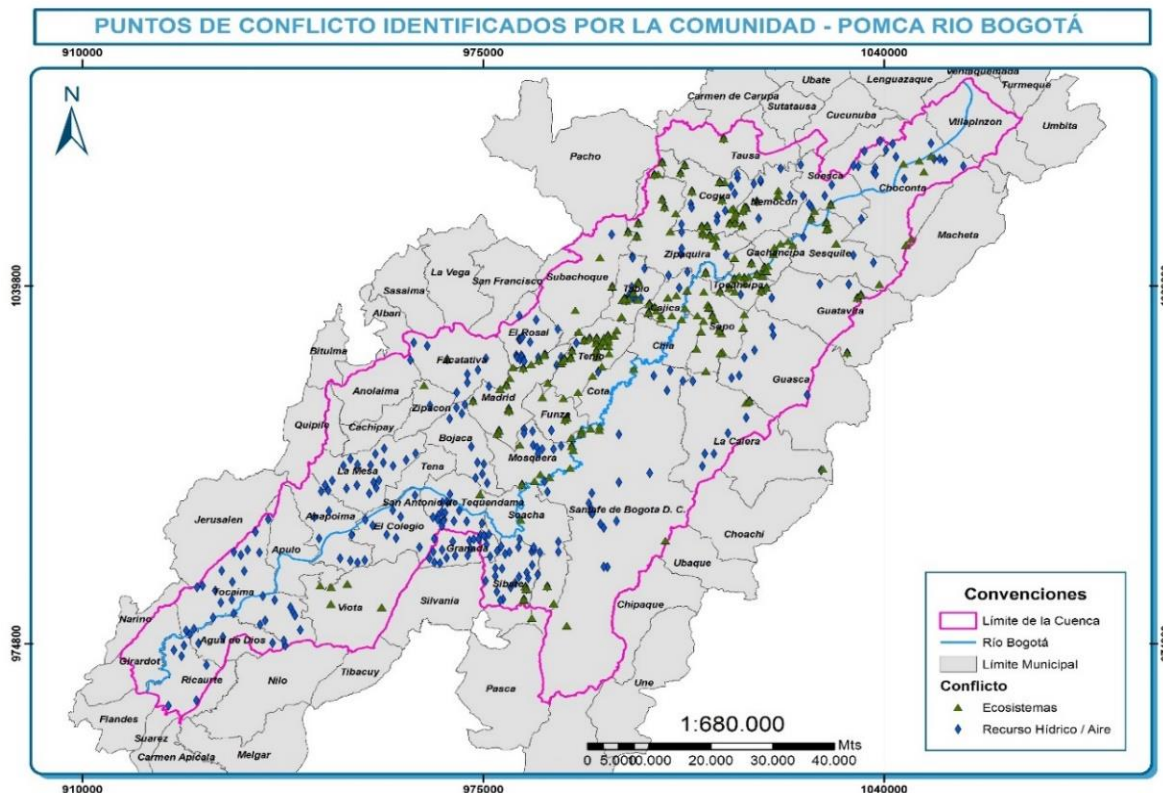 PUNTOS DE CONFLICTO IDENTIFICADOS POR LA COMUNIDAD - POMCA RIO BOGOTÁ
910000
975000
1040000
N
Ubate
Lenguazaque
Ventaquemada
Turmeque
Carmen de Carupa
Sutatausa
Cucunuba
Villapinzon
Umbita
Pacho
Tausa
Suesca
Choconta
Cogua
Nemocon
Macheta
Zipaquira
Gachancipa
Sesquile
La Vega
San Francisco
Subachoque
Tabio
Tocancipa
Sasaima
Guatavita
1039800
Alban
Cajica
Sopo
El Rosal
Bituima
Facatativa
Tenjo
Chia
Guasca
Anolaima
Madrid
Cota
Zipacon
Funza
Quipile
Cachipay
Bojaca
La Calera
Mosquera
La Mesa
Tena
San Antonio de Tequendama
Soacha
Santafe de Bogota D. C.
Jerusalen
Anapoima
El Colegio
Choachi
Apulo
Granada
Ubaque
Sibate
Tocaima
Viota
Silvania
Chipaque
Narino
Agua de Dios
974800
Girardot
Ricaurte
Nilo
Tibacuy
Pasca
Une
Flandes
Suarez
Carmen Apicala
Melgar
Convenciones
Límite de la Cuenca
Río Bogotá
Límite Municipal
Conflicto
Ecosistemas
Recurso Hídrico / Aire
1:680.000
Mts
0 5.000 10.000 20.000 30.000 40.000
910000
975000
1040000